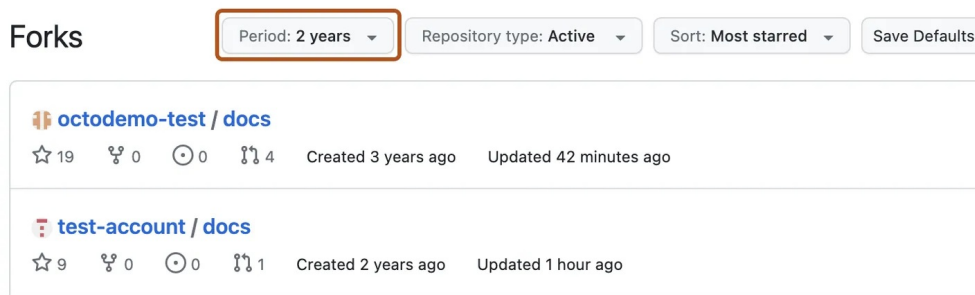 Forks Period: 2 years Repository type: Active Sort: Most starred Save Defaults
octodemo-test / docs
19 0 0 4 Created 3 years ago Updated 42 minutes ago
test-account / docs
9 0 0 1 Created 2 years ago Updated 1 hour ago